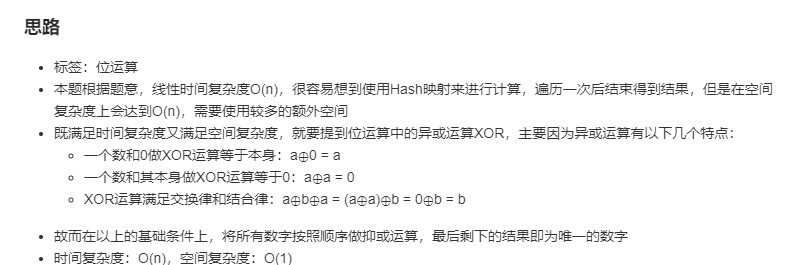 思路
标签：位运算
本题根据题意，线性时间复杂度O(n)，很容易想到使用Hash映射来进行计算，遍历一次后结束得到结果，但是在空间
复杂度上会达到O(n)，需要使用较多的额外空间
既满足时间复杂度又满足空间复杂度，就要提到位运算中的异或运算XOR，主要因为异或运算有以下几个特点：
一个数和0做XOR运算等于本身：a⊕0 = a
一个数和其本身做XOR运算等于0：a⊕a = 0
XOR运算满足交换律和结合律：a⊕b⊕a = (a⊕a)⊕b = 0⊕b = b
故而在以上的基础条件上，将所有数字按照顺序做抑或运算，最后剩下的结果即为唯一的数字
时间复杂度：O(n)，空间复杂度：O(1)